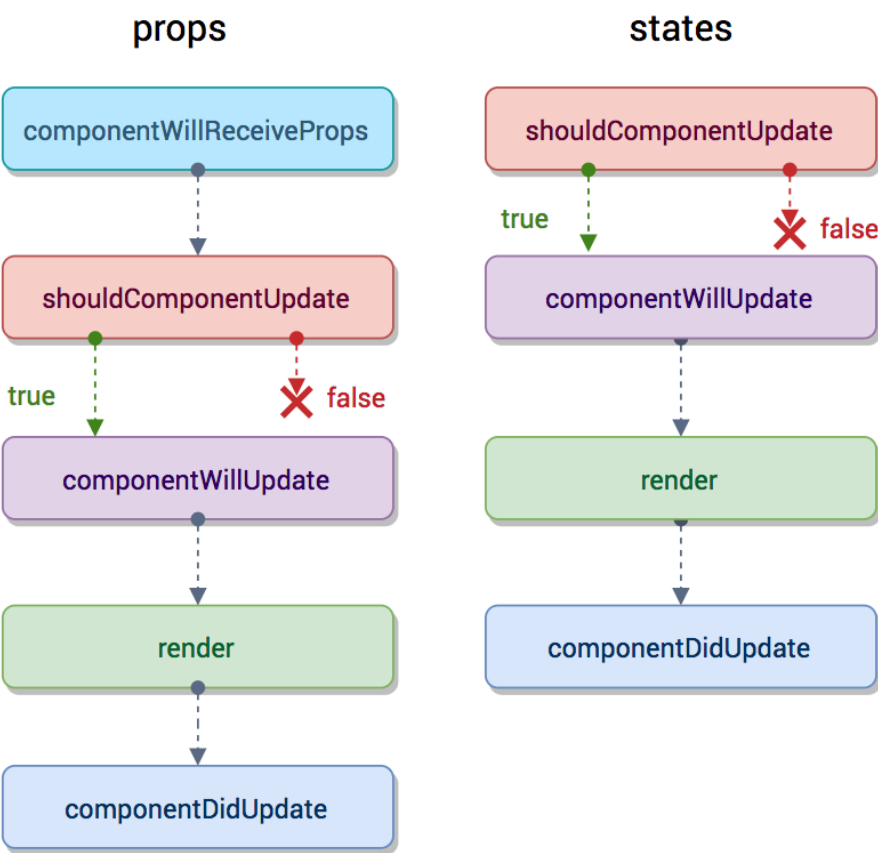 props
componentWillReceiveProps
shouldComponentUpdate
true
false
componentWillUpdate
render
componentDidUpdate
states
shouldComponentUpdate
true
false
componentWillUpdate
render
componentDidUpdate